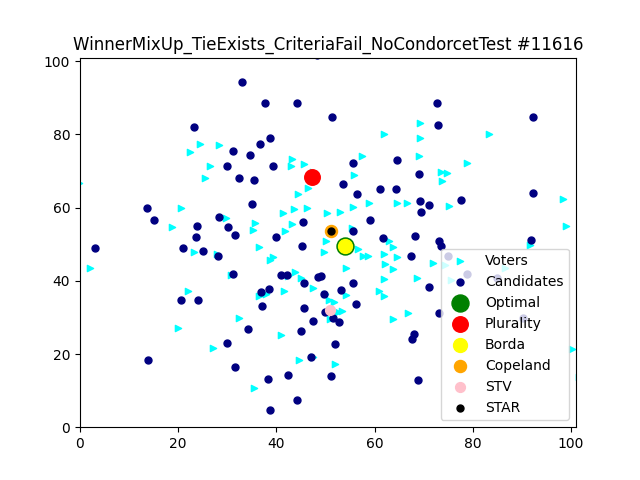 WinnerMixUp_TieExists_CriteriaFail_NoCondorcetTest #11616
100
80
60
40
20
0
0
20
40
60
80
100
Voters
Candidates
Optimal
Plurality
Borda
Copeland
STV
STAR